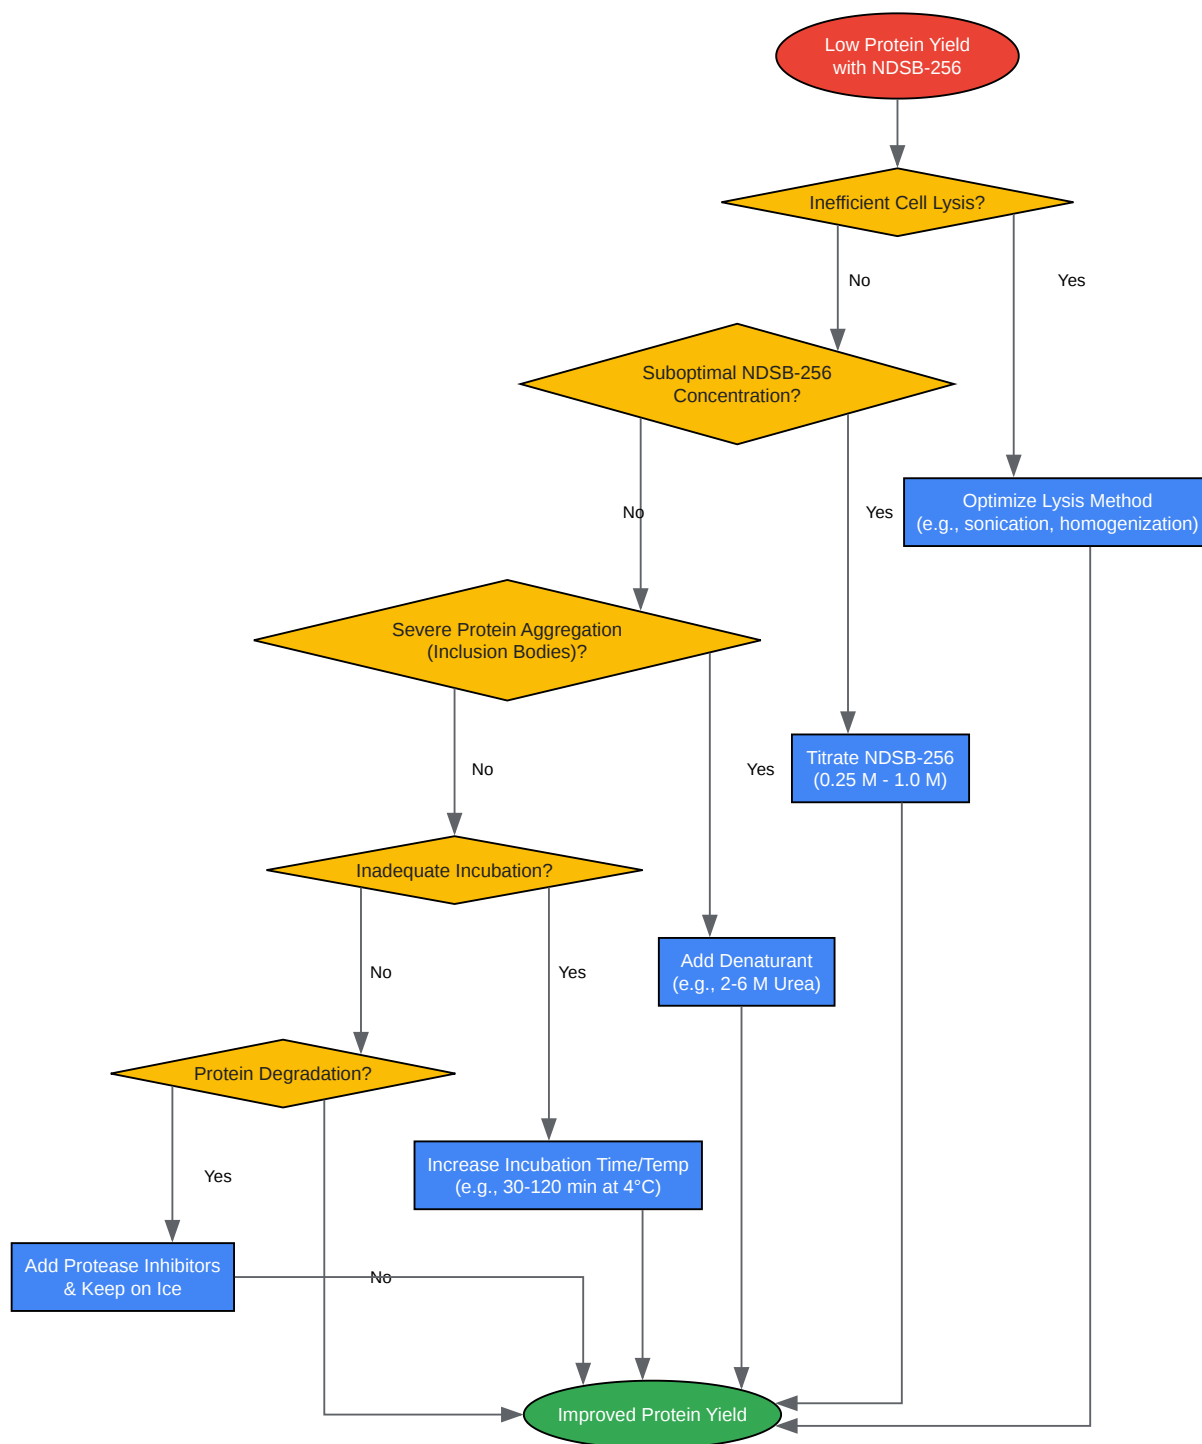 Low Protein Yield
with NDSB-256
Inefficient Cell Lysis?
No
Yes
Suboptimal NDSB-256
Concentration?
Optimize Lysis Method
(e.g., sonication, homogenization)
No
Yes
Severe Protein Aggregation
(Inclusion Bodies)?
Titrate NDSB-256
(0.25 M - 1.0 M)
No
Yes
Inadequate Incubation?
Add Denaturant
(e.g., 2-6 M Urea)
No
Yes
Protein Degradation?
Increase Incubation Time/Temp
(e.g., 30-120 min at 4°C)
Yes
Add Protease Inhibitors
& Keep on Ice
No
Improved Protein Yield